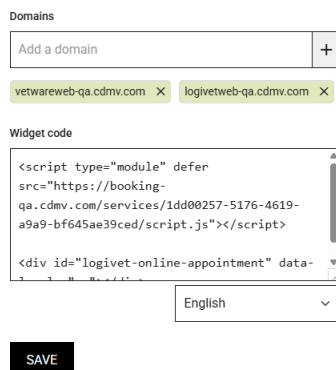 Domains
Add a domain
+
vetwareweb-qa.cdmv.com × logivetweb-qa.cdmv.com ×
Widget code
<script type="module" defer
src="https://booking-
qa.cdmv.com/services/1dd00257-5176-4619-
a9a9-bf645ae39ced/script.js"></script>
<div id="logivet-online-appointment" data-
English
SAVE